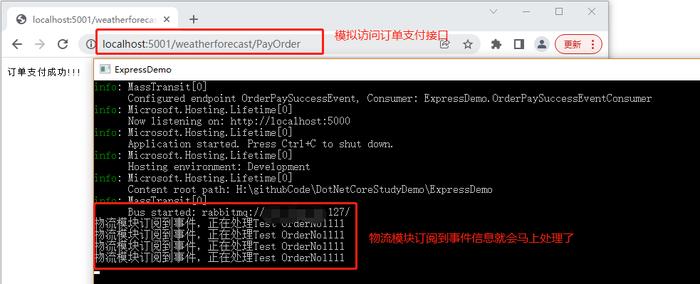 localhost:5001/weatherforecast
localhost:5001/weatherforecast/PayOrder
更新
模拟访问订单支付接口
订单支付成功!!!
ExpressDemo
info: MassTransit[0]
Configured endpoint OrderPaySuccessEvent, Consumer: ExpressDemo.OrderPaySuccessEventConsumer
info: Microsoft.Hosting.Lifetime[0]
Now listening on: http://localhost:5000
info: Microsoft.Hosting.Lifetime[0]
Application started. Press Ctrl+C to shut down.
info: Microsoft.Hosting.Lifetime[0]
Hosting environment: Development
info: Microsoft.Hosting.Lifetime[0]
Content root path: H:\githubCode\DotNetCoreStudyDemo\ExpressDemo
info: MassTransit[0]
Bus started: rabbitmq:// 127/
物流模块订阅到事件，正在处理Test OrderNo1111
物流模块订阅到事件，正在处理Test OrderNo1111
物流模块订阅到事件，正在处理Test OrderNo1111
物流模块订阅到事件，正在处理Test OrderNo1111
物流模块订阅到事件信息就会马上处理了